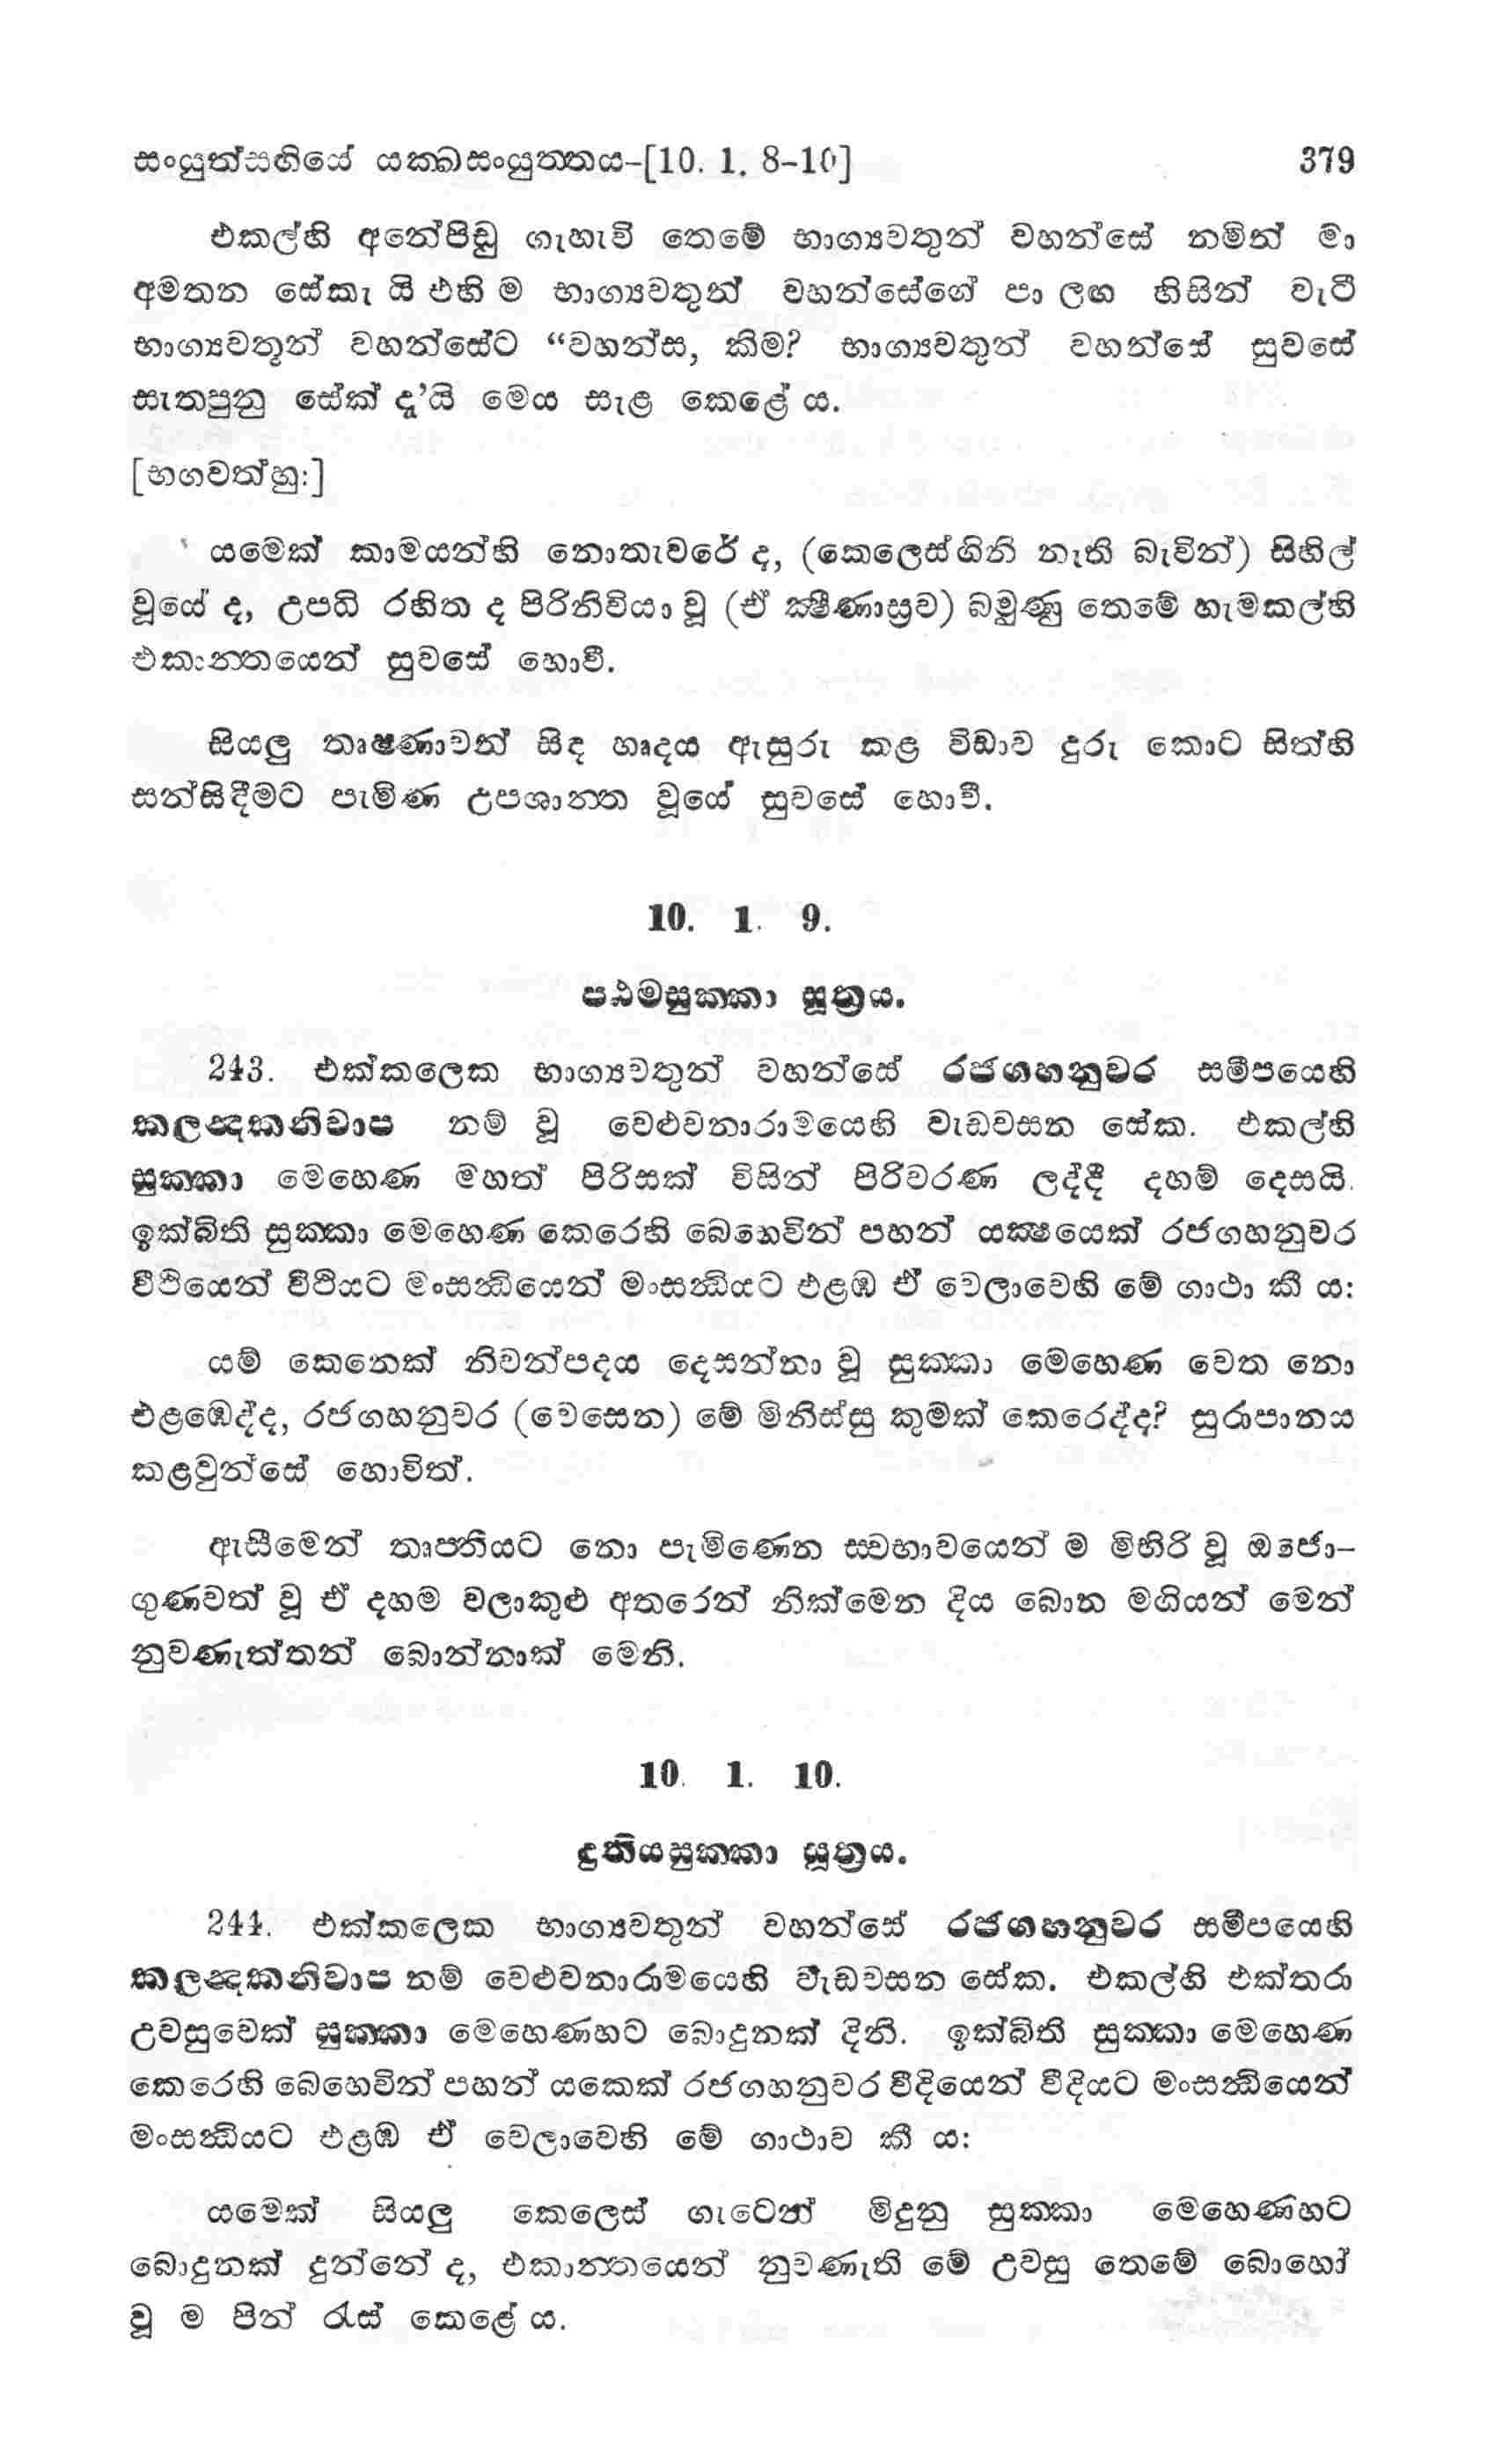 සංයුත්සඟියේ යක්ඛසංයුත්තය-[10. 1. 8-10] 379
එකල්හි අනේපිඬු ගැහැවි තෙමේ භාග්‍යවතුන් වහන්සේ නමින් මා
අමතන සේකැ යි එහි ම භාග්‍යවතුන් වහන්සේගේ පා ලඟ හිසින් වැටී
භාග්‍යවතුන් වහන්සේට “වහන්ස, කිම? භාග්‍යවතුන් වහන්සේ සුවසේ
සැතපුනු සේක් දැ’යි මෙය සැළ කෙළේ ය.
[භගවත්හු:]
යමෙක් කාමයන්හි නොතැවරේ ද, (කෙලෙස්ගිනි නැති බැවින්) සිහිල්
වූයේ ද, උපධි රහිත ද පිරිනිවියා වූ (ඒ ක්ෂීණාස්‍රව) බමුණු තෙමේ හැමකල්හි
එකාන්තයෙන් සුවසේ හොවී.
සියලු තෘෂ්ණාවන් සිඳ හෘදය ඇසුරු කළ විඩාව දුරු කොට සිත්හි
සන්සිඳීමට පැමිණ උපශාන්ත වූයේ සුවසේ හොවී.
10. 1. 9.
පඨමසුක්කා සූත්‍රය.
243. එක්කලෙක භාග්‍යවතුන් වහන්සේ රජගහනුවර සමීපයෙහි
කලන්දකනිවාප නම් වූ වෙළුවනාරාමයෙහි වැඩවසන සේක. එකල්හි
සුක්කා මෙහෙණ මහත් පිරිසක් විසින් පිරිවරණ ලද්දී දහම් දෙසයි.
ඉක්බිති සුක්කා මෙහෙණ කෙරෙහි බෙහෙවින් පහන් යක්ෂයෙක් රජගහනුවර
වීථියෙන් වීථියට මංසන්ධියෙන් මංසන්ධියට එළඹ ඒ වෙලාවෙහි මේ ගාථා කී ය:
යම් කෙනෙක් නිවන්පදය දෙසන්නා වූ සුක්කා මෙහෙණ වෙත නො
එළඹෙද්ද, රජගහනුවර (වෙසෙන) මේ මිනිස්සු කුමක් කෙරෙද්ද? සුරාපානය
කළවුන්සේ හොවිත්.
ඇසීමෙන් තෘප්තියට නො පැමිණෙන ස්වභාවයෙන් ම මිහිරි වූ ඔජෝ-
ගුණවත් වූ ඒ දහම වලාකුළු අතරෙන් නික්මෙන දිය බොන මගියන් මෙන්
නුවණැත්තන් බොන්නාක් මෙනි.
10. 1. 10.
දුතියසුක්කා සූත්‍රය.
244. එක්කලෙක භාග්‍යවතුන් වහන්සේ රජගහනුවර සමීපයෙහි
කලන්දකනිවාප නම් වෙළුවනාරාමයෙහි වැඩවසන සේක. එකල්හි එක්තරා
උවසුවෙක් සුක්කා මෙහෙණහට බොදුනක් දිනි. ඉක්බිති සුක්කා මෙහෙණ
කෙරෙහි බෙහෙවින් පහන් යකෙක් රජගහනුවර වීදියෙන් වීදියට මංසන්ධියෙන්
මංසන්ධියට එළඹ ඒ වෙලාවෙහි මේ ගාථාව කී ය:
යමෙක් සියලු කෙලෙස් ගැටෙන් මිදුනු සුක්කා මෙහෙණහට
බොදුනක් දුන්නේ ද, එකාන්තයෙන් නුවණැති මේ උවසු තෙමේ බොහෝ
වූ ම පින් රැස් කෙළේ ය.